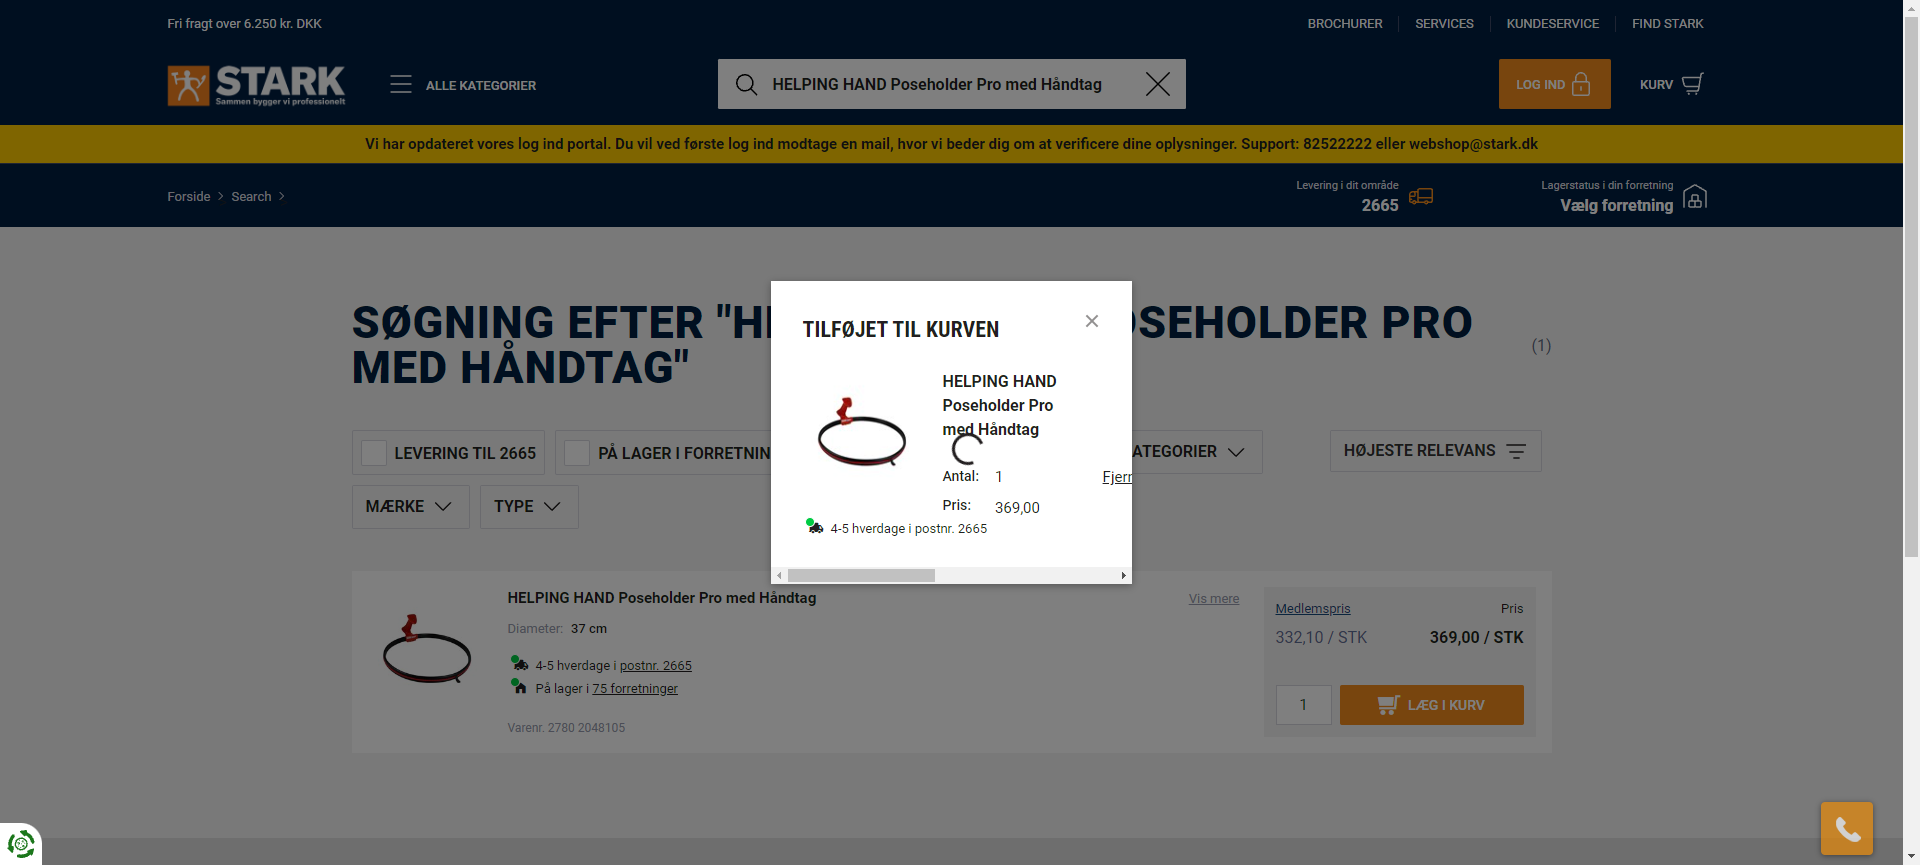 Fri fragt over 6.250 kr. DKK
BROCHURER
SERVICES
KUNDESERVICE
FIND STARK
STARK
Sammen bygger vi professionelt
ALLE KATEGORIER
HELPING HAND Poseholder Pro med Håndtag
LOG IND
KURV
Vi har opdateret vores log ind portal. Du vil ved første log ind modtage en mail, hvor vi beder dig om at verificere dine oplysninger. Support: 82522222 eller webshop@stark.dk
Forside
Search
Levering i dit område
2665
Lagerstatus i din forretning
Vælg forretning
SØGNING EFTER "HE
OSEHOLDER PRO
MED HÅNDTAG"
(1)
TILFØJET TIL KURVEN
HELPING HAND
Poseholder Pro
med Håndtag
Antal: 1
Fjern
Pris: 369,00
4-5 hverdage i postnr. 2665
LEVERING TIL 2665
PÅ LAGER I FORRETNIN
ATEGORIER
HØJESTE RELEVANS
MÆRKE
TYPE
HELPING HAND Poseholder Pro med Håndtag
Vis mere
Diameter: 37 cm
4-5 hverdage i postnr. 2665
På lager i 75 forretninger
Varenr. 2780 2048105
Medlemspris
Pris
332,10 / STK
369,00 / STK
1
LÆG I KURV